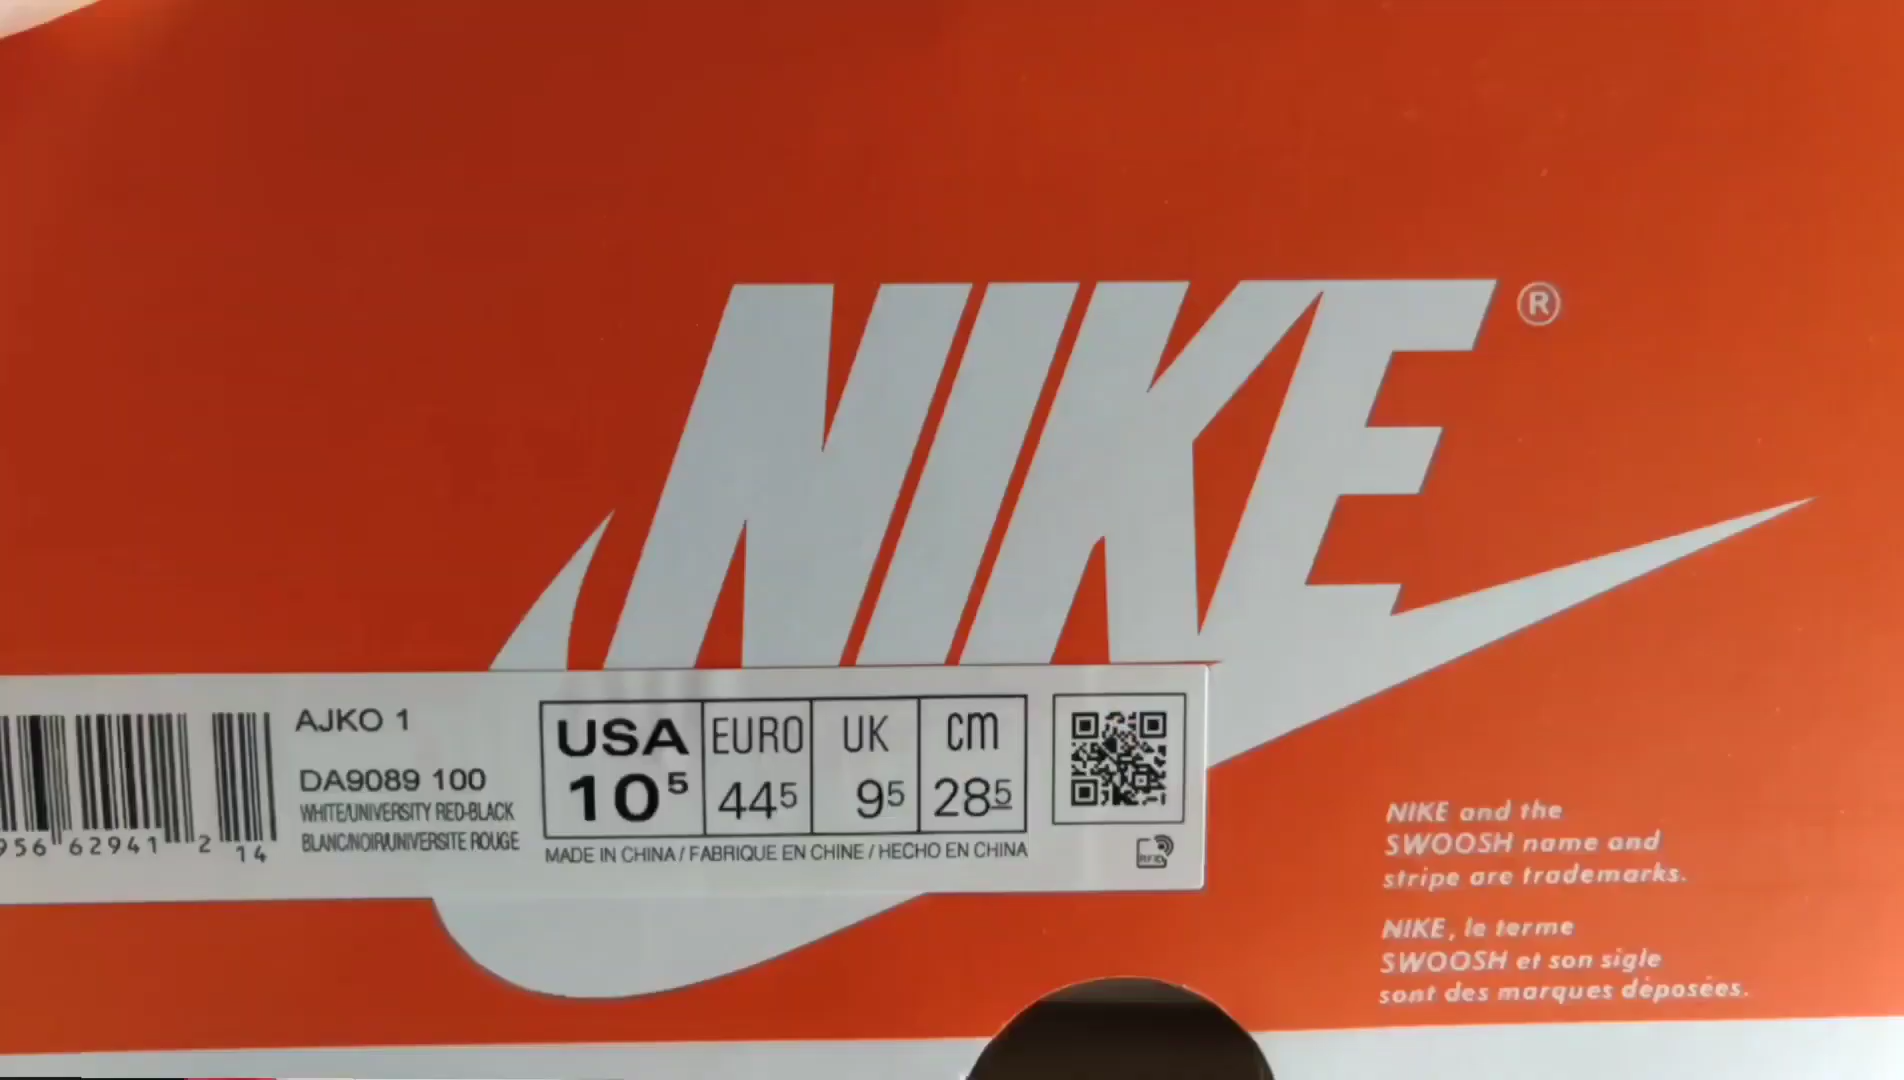 NIKE®
AJKO 1
DA9089 100
WHITE/UNIVERSITY RED-BLACK
BLANC/NOIR/UNIVERSITE ROUGE
956 62941 2 14
USA EURO UK cm
10⁵ 44⁵ 9⁵ 28⁵
MADE IN CHINA / FABRIQUE EN CHINE / HECHO EN CHINA
RFID
NIKE and the
SWOOSH name and
stripe are trademarks.
NIKE, le terme
SWOOSH et son sigle
sont des marques déposées.